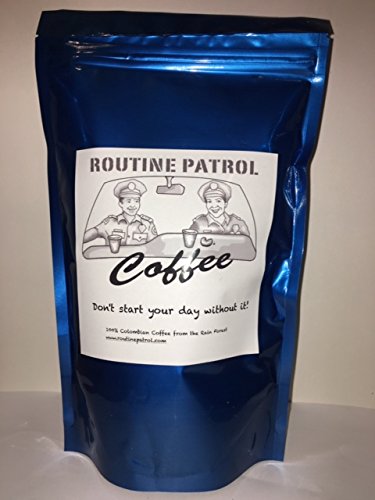 ROUTINE PATROL
Coffee
Don't start your day without it!
100% Colombian Coffee from the Rain Forest
www.routinepatrol.com